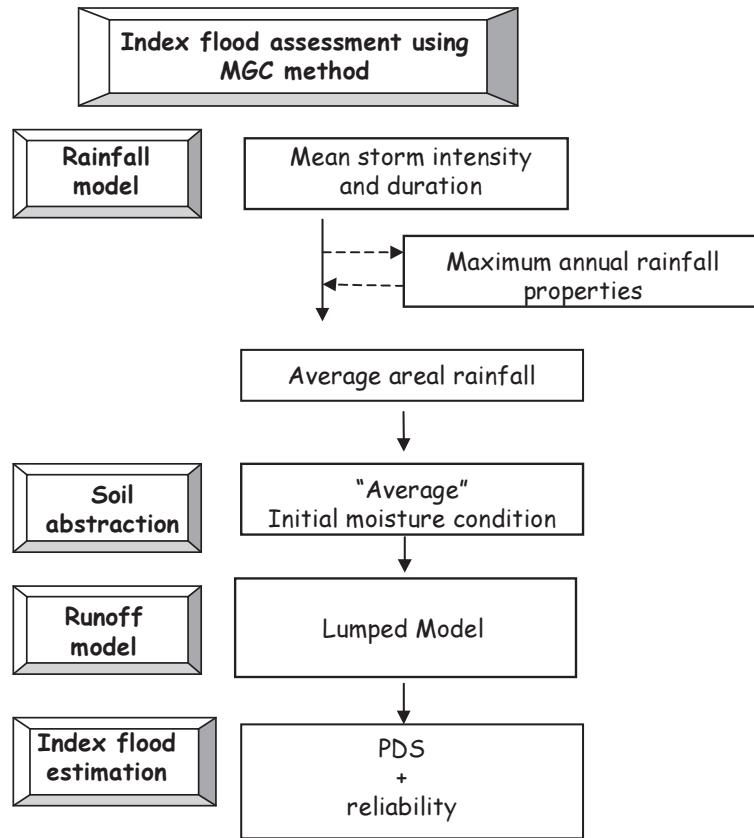 Index flood assessment using
MGC method
Rainfall
model
Mean storm intensity
and duration
Maximum annual rainfall
properties
Average areal rainfall
Soil
abstraction
“Average”
Initial moisture condition
Runoff
model
Lumped Model
Index flood
estimation
PDS
+
reliability